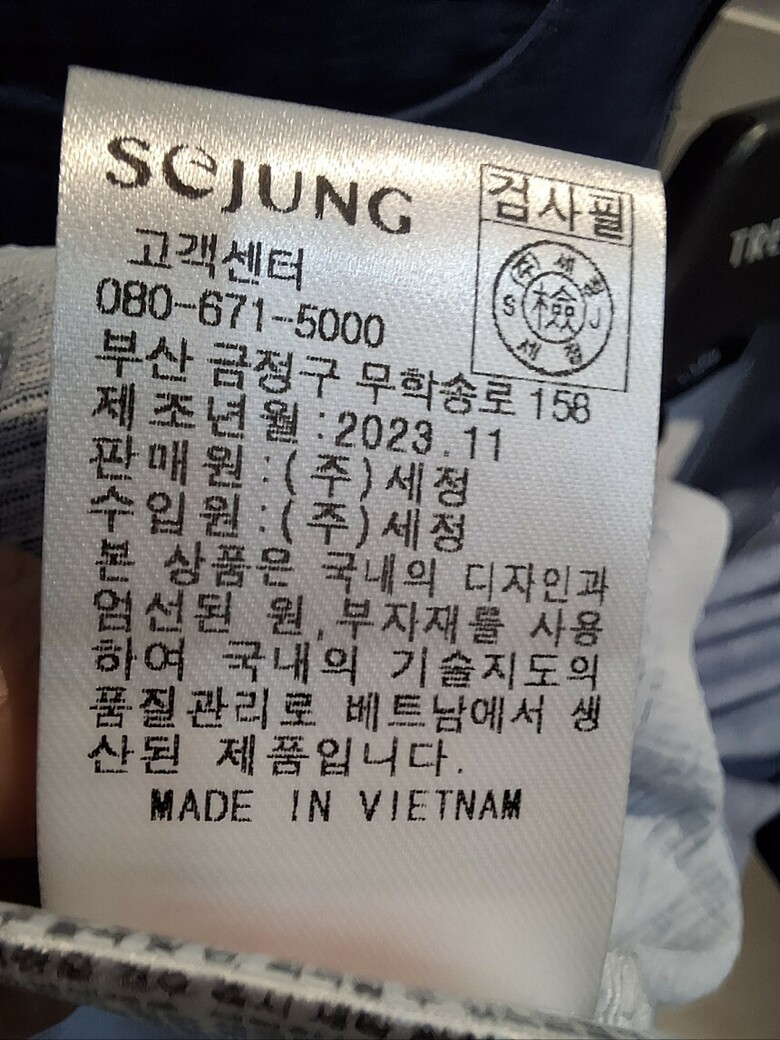 SeJUNG
검사필
고객센터
080-671-5000
檢
S
J
세정
부산 금정구 무학송로 158
제조년월:2023.11
판매원:(주)세정
수입원:(주)세정
본 상품은 국내의 디자인과
엄선된 원,부자재를 사용
하여 국내의 기술지도의
품질관리로 베트남에서 생
산된 제품입니다.
MADE IN VIETNAM